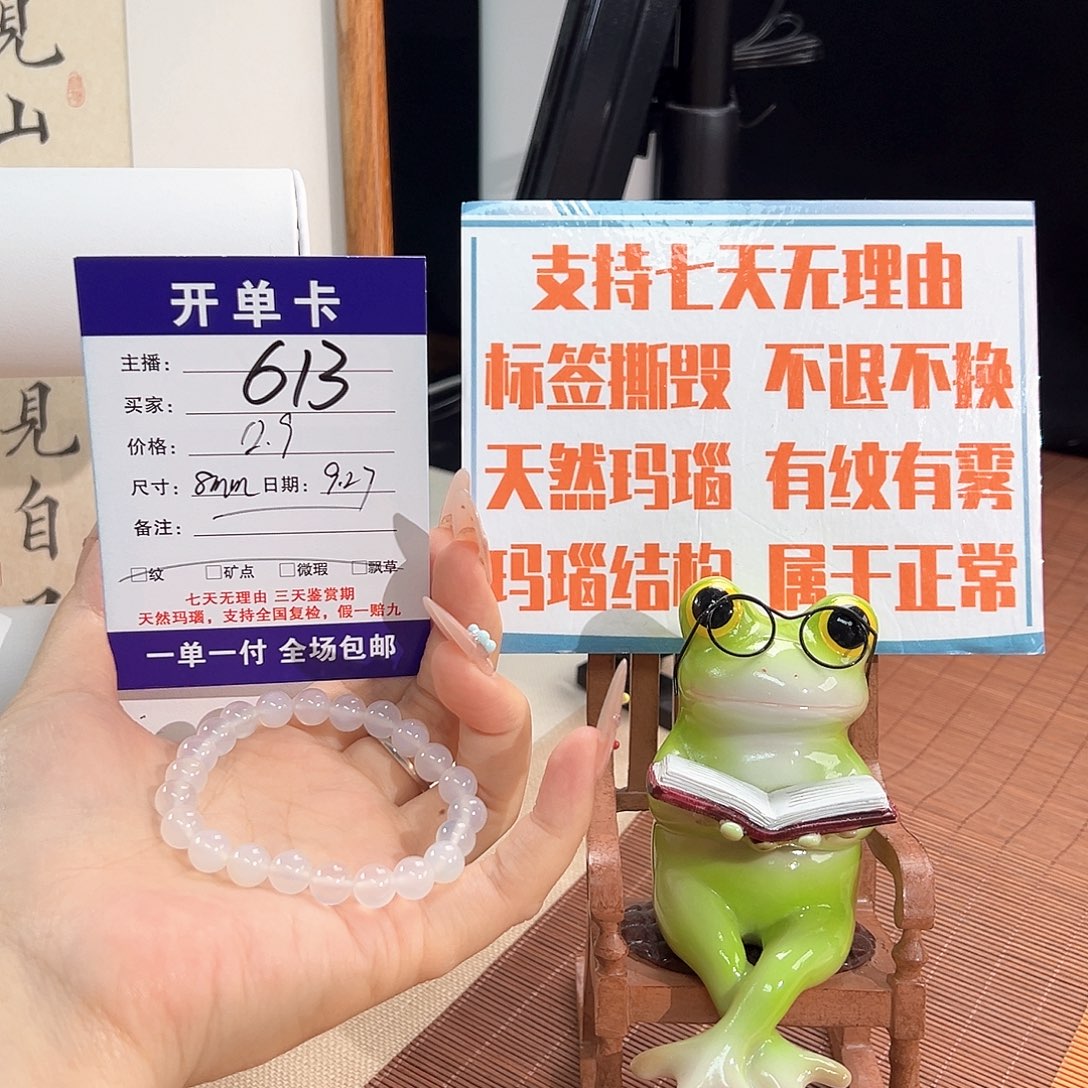 見
山
見
自
开单卡
主播：
613
买家：
价格： 2.9
尺寸： 8mm 日期： 9.27
备注：
□纹 □矿点 □微瑕 □飘草
七天无理由 三天鉴赏期
天然玛瑙，支持全国复检，假一赔九
一单一付 全场包邮
支持七天无理由
标签撕毁 不退不换
天然玛瑙 有纹有雾
玛瑙结构 属于正常